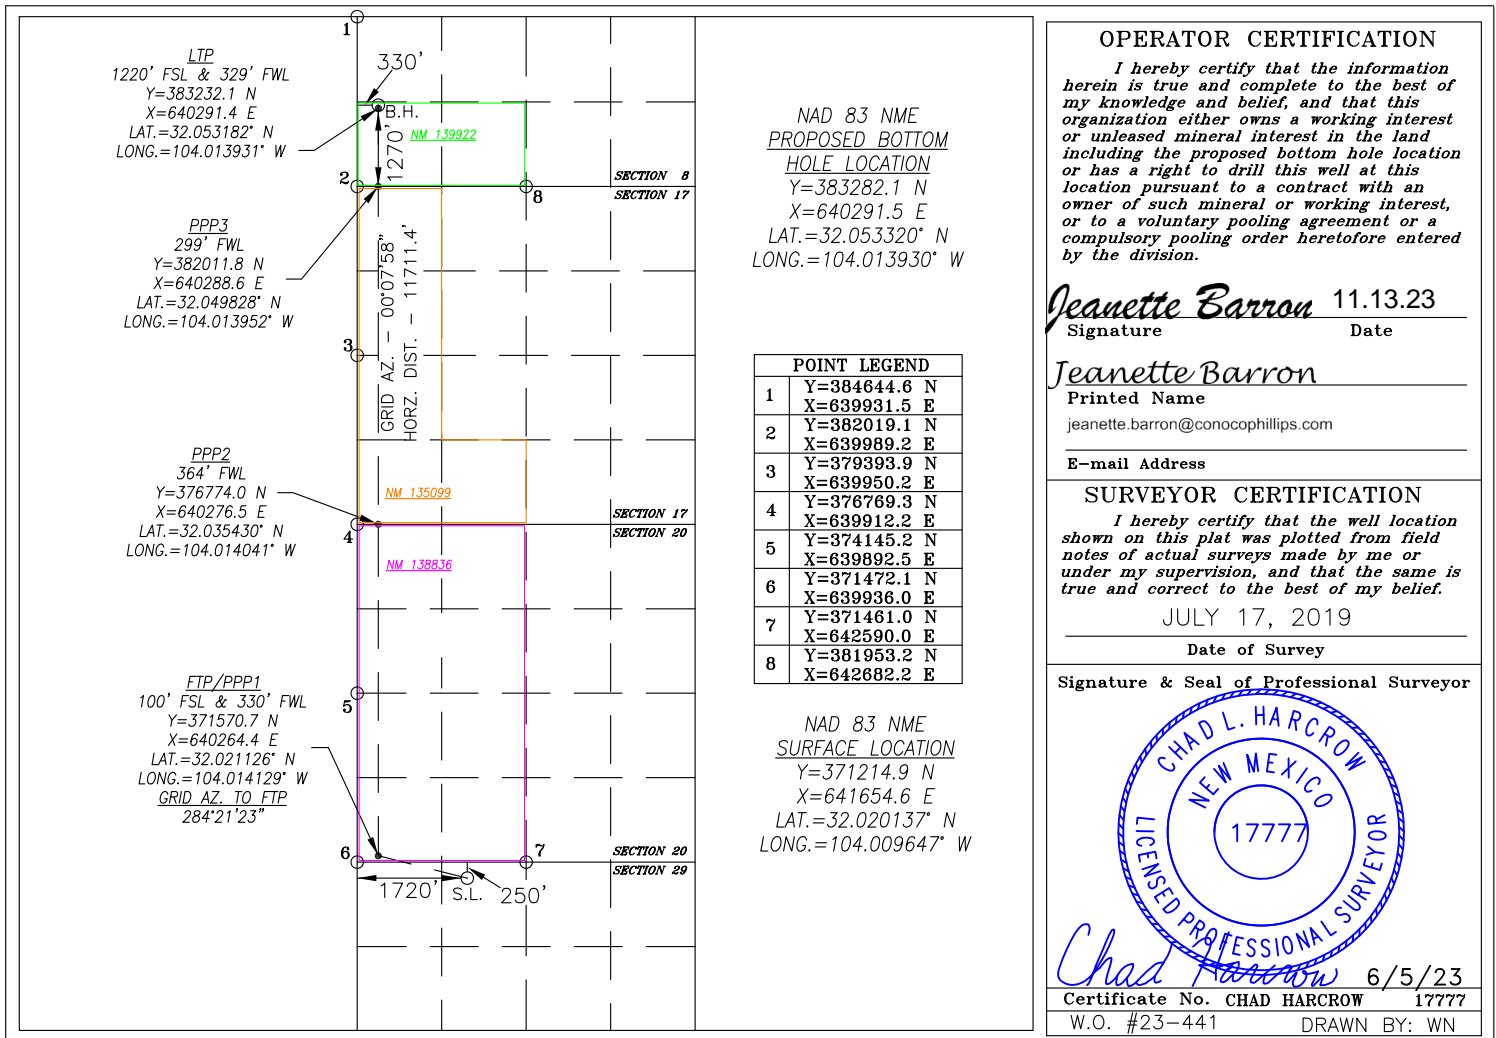 1
LTP
1220' FSL & 329' FWL
Y=383232.1 N
X=640291.4 E
LAT.=32.053182° N
LONG.=104.013931° W
330'
B.H.
NM 139922
1270'
2
8
SECTION 8
SECTION 17
PPP3
299' FWL
Y=382011.8 N
X=640288.6 E
LAT.=32.049828° N
LONG.=104.013952° W
GRID AZ. - 00°07'58"
HORZ. DIST. - 11711.4'
3
PPP2
364' FWL
Y=376774.0 N
X=640276.5 E
LAT.=32.035430° N
LONG.=104.014041° W
NM 135099
4
SECTION 17
SECTION 20
NM 138836
5
FTP/PPP1
100' FSL & 330' FWL
Y=371570.7 N
X=640264.4 E
LAT.=32.021126° N
LONG.=104.014129° W
GRID AZ. TO FTP
284°21'23"
6
7
SECTION 20
SECTION 29
1720'
S.L.
250'
NAD 83 NME
PROPOSED BOTTOM
HOLE LOCATION
Y=383282.1 N
X=640291.5 E
LAT.=32.053320° N
LONG.=104.013930° W
POINT LEGEND
1 Y=384644.6 N
X=639931.5 E
2 Y=382019.1 N
X=639989.2 E
3 Y=379393.9 N
X=639950.2 E
4 Y=376769.3 N
X=639912.2 E
5 Y=374145.2 N
X=639892.5 E
6 Y=371472.1 N
X=639936.0 E
7 Y=371461.0 N
X=642590.0 E
8 Y=381953.2 N
X=642682.2 E
NAD 83 NME
SURFACE LOCATION
Y=371214.9 N
X=641654.6 E
LAT.=32.020137° N
LONG.=104.009647° W
OPERATOR CERTIFICATION
I hereby certify that the information
herein is true and complete to the best of
my knowledge and belief, and that this
organization either owns a working interest
or unleased mineral interest in the land
including the proposed bottom hole location
or has a right to drill this well at this
location pursuant to a contract with an
owner of such mineral or working interest,
or to a voluntary pooling agreement or a
compulsory pooling order heretofore entered
by the division.
Jeanette Barron 11.13.23
Signature Date
Jeanette Barron
Printed Name
jeanette.barron@conocophillips.com
E-mail Address
SURVEYOR CERTIFICATION
I hereby certify that the well location
shown on this plat was plotted from field
notes of actual surveys made by me or
under my supervision, and that the same is
true and correct to the best of my belief.
JULY 17, 2019
Date of Survey
Signature & Seal of Professional Surveyor
CHAD L. HARCROW
NEW MEXICO
17777
LICENSED PROFESSIONAL SURVEYOR
Chad Harcrow 6/5/23
Certificate No. CHAD HARCROW 17777
W.O. #23-441 DRAWN BY: WN